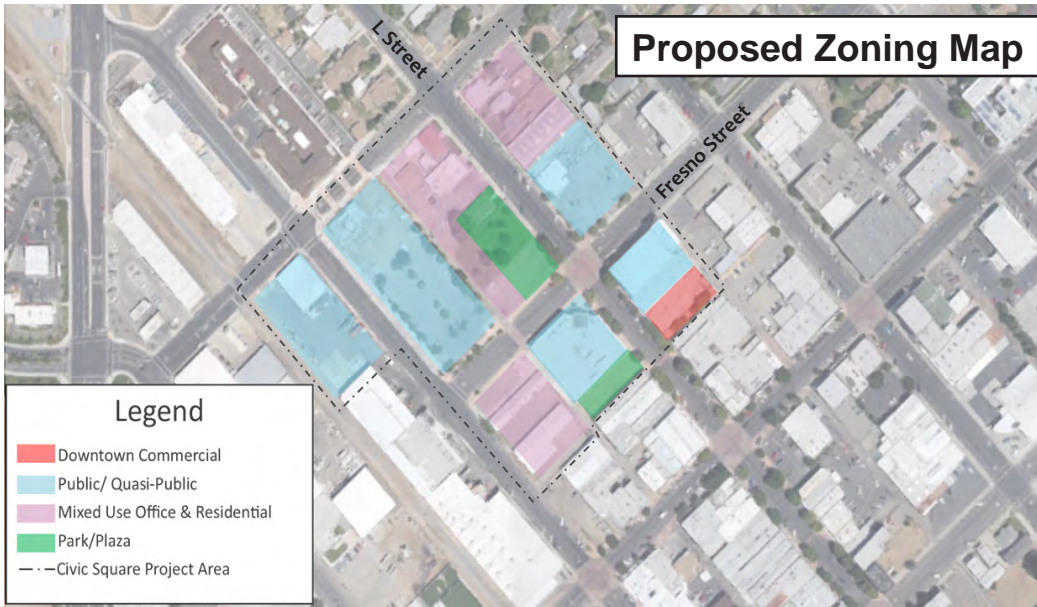 Proposed Zoning Map
L Street
Fresno Street
Legend
Downtown Commercial
Public/ Quasi-Public
Mixed Use Office & Residential
Park/Plaza
Civic Square Project Area